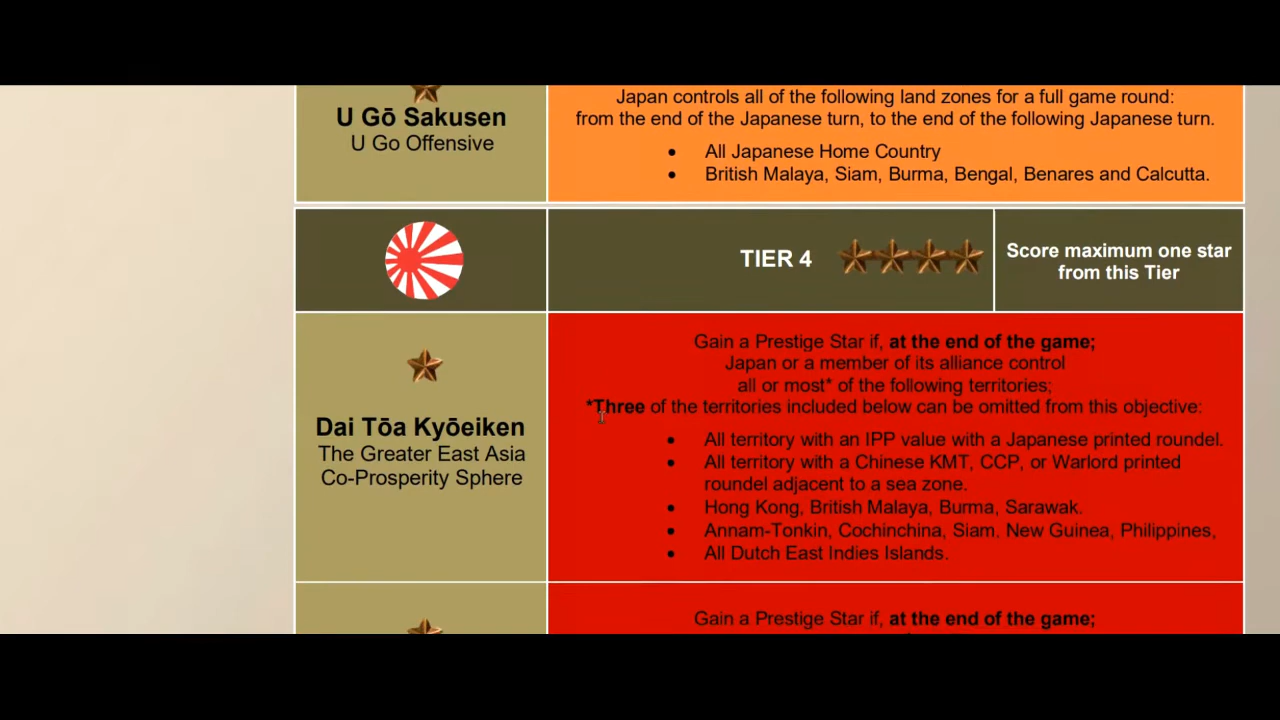 U Gō Sakusen
U Go Offensive
Japan controls all of the following land zones for a full game round:
from the end of the Japanese turn, to the end of the following Japanese turn.
• All Japanese Home Country
• British Malaya, Siam, Burma, Bengal, Benares and Calcutta.
TIER 4
Score maximum one star
from this Tier
Dai Tōa Kyōeiken
The Greater East Asia
Co-Prosperity Sphere
Gain a Prestige Star if, at the end of the game;
Japan or a member of its alliance control
all or most* of the following territories;
*Three of the territories included below can be omitted from this objective:
• All territory with an IPP value with a Japanese printed roundel.
• All territory with a Chinese KMT, CCP, or Warlord printed
roundel adjacent to a sea zone.
• Hong Kong, British Malaya, Burma, Sarawak.
• Annam-Tonkin, Cochinchina, Siam. New Guinea, Philippines,
• All Dutch East Indies Islands.
Gain a Prestige Star if, at the end of the game;